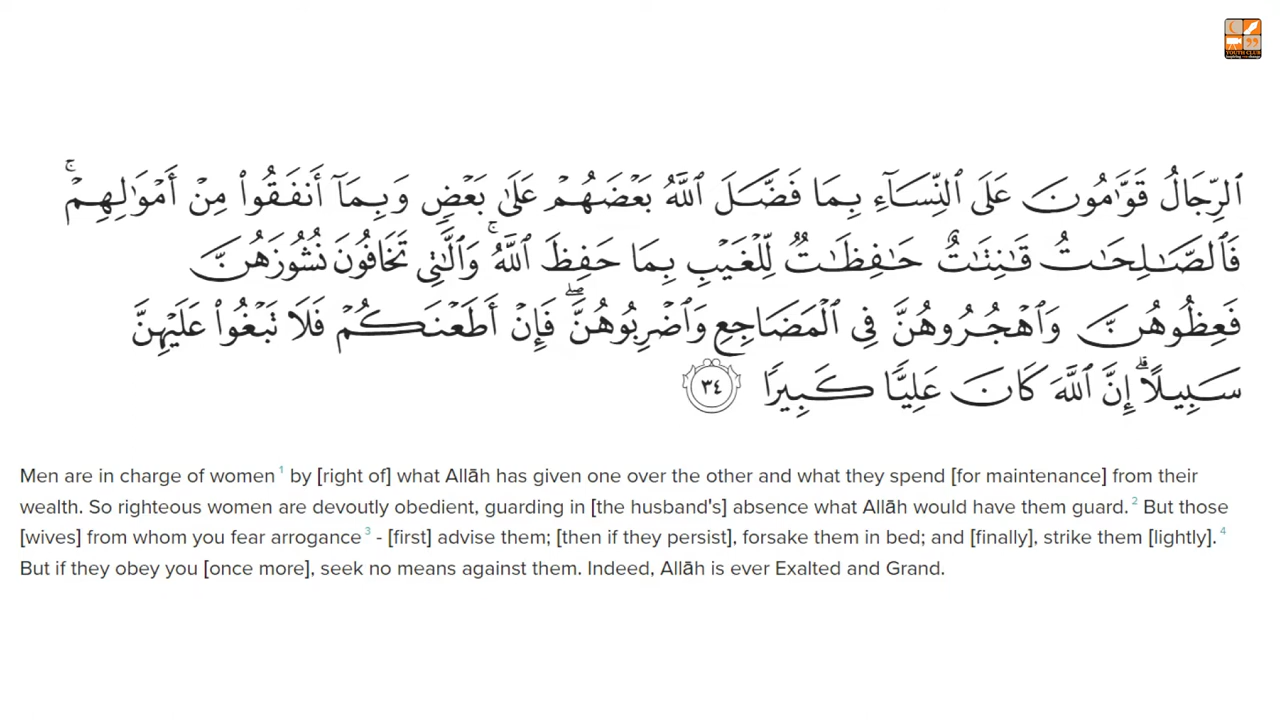 ٱلرِّجَالُ قَوَّٰمُونَ عَلَى ٱلنِّسَآءِ بِمَا فَضَّلَ ٱللَّهُ بَعۡضَهُمۡ عَلَىٰ بَعۡضٖ وَبِمَآ أَنفَقُواْ مِنۡ أَمۡوَٰلِهِمۡۚ
فَٱلصَّٰلِحَٰتُ قَٰنِتَٰتٌ حَٰفِظَٰتٞ لِّلۡغَيۡبِ بِمَا حَفِظَ ٱللَّهُۚ وَٱلَّٰتِي تَخَافُونَ نُشُوزَهُنَّ
فَعِظُوهُنَّ وَٱهۡجُرُوهُنَّ فِي ٱلۡمَضَاجِعِ وَٱضۡرِبُوهُنَّۖ فَإِنۡ أَطَعۡنَكُمۡ فَلَا تَبۡغُواْ عَلَيۡهِنَّ
سَبِيلًاۗ إِنَّ ٱللَّهَ كَانَ عَلِيّٗا كَبِيرٗا ٣٤
Men are in charge of women 1 by [right of] what Allāh has given one over the other and what they spend [for maintenance] from their
wealth. So righteous women are devoutly obedient, guarding in [the husband's] absence what Allāh would have them guard. 2 But those
[wives] from whom you fear arrogance 3 - [first] advise them; [then if they persist], forsake them in bed; and [finally], strike them [lightly]. 4
But if they obey you [once more], seek no means against them. Indeed, Allāh is ever Exalted and Grand.
YOUTH CLUB